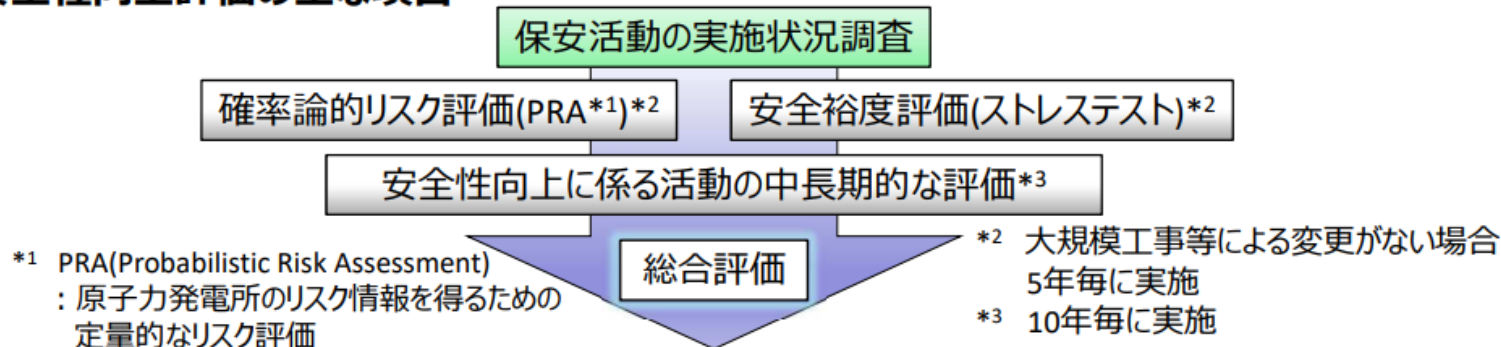 保安活動の実施状況調査
確率論的リスク評価(PRA*1)*2
安全裕度評価(ストレステスト)*2
安全性向上に係る活動の中長期的な評価*3
総合評価
*1 PRA(Probabilistic Risk Assessment)
:原子力発電所のリスク情報を得るための
定量的なリスク評価
*2 大規模工事等による変更がない場合
5年毎に実施
*3 10年毎に実施